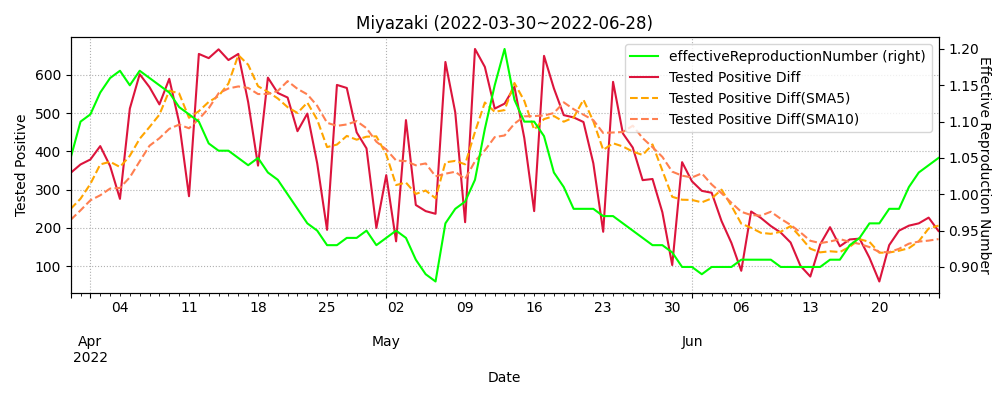 Miyazaki (2022-03-30~2022-06-28)
effectiveReproductionNumber (right)
Tested Positive Diff
Tested Positive Diff(SMA5)
Tested Positive Diff(SMA10)
Tested Positive
600
500
400
300
200
100
1.20
1.15
1.10
1.05
1.00
0.95
0.90
Effective Reproduction Number
04 11 18 25 02 09 16 23 30 06 13 20
Apr May Jun
2022
Date